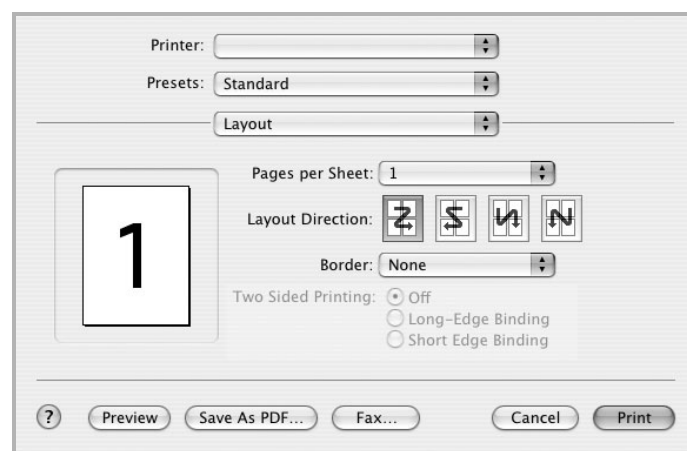 Printer:
Presets: Standard
Layout
Pages per Sheet: 1
Layout Direction:
1
Border: None
Two Sided Printing: Off
Long-Edge Binding
Short Edge Binding
? Preview Save As PDF... Fax... Cancel Print